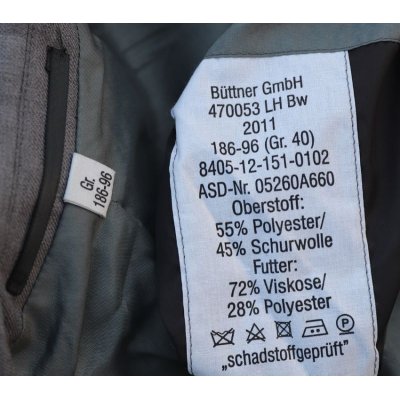 Büttner GmbH
470053 LH Bw
2011
186-96 (Gr. 40)
8405-12-151-0102
ASD-Nr. 05260A660
Oberstoff:
55% Polyester/
45% Schurwolle
Futter:
72% Viskose/
28% Polyester
P
„schadstoffgeprüft"
Gr.
186-96